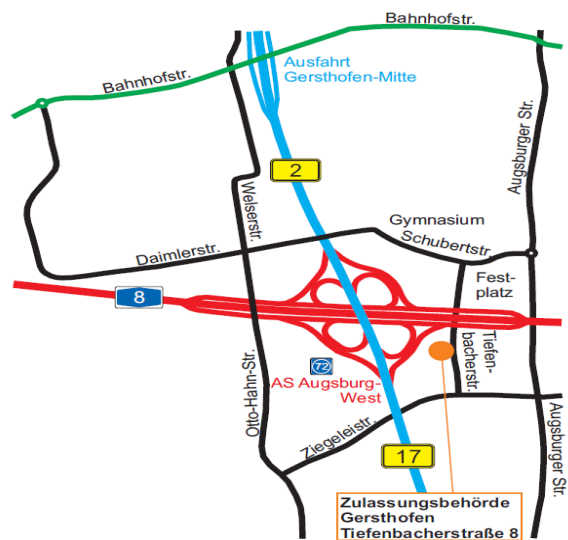 Bahnhofstr.
Bahnhofstr.
Ausfahrt
Gersthofen-Mitte
Augsburger Str.
2
Welserstr.
Gymnasium
Schubertstr.
Daimlerstr.
Fest-
platz
8
Tiefen-
bacherstr.
72
AS Augsburg-
West
Otto-Hahn-Str.
Ziegeleistr.
Augsburger Str.
17
Zulassungsbehörde
Gersthofen
Tiefenbacherstraße 8